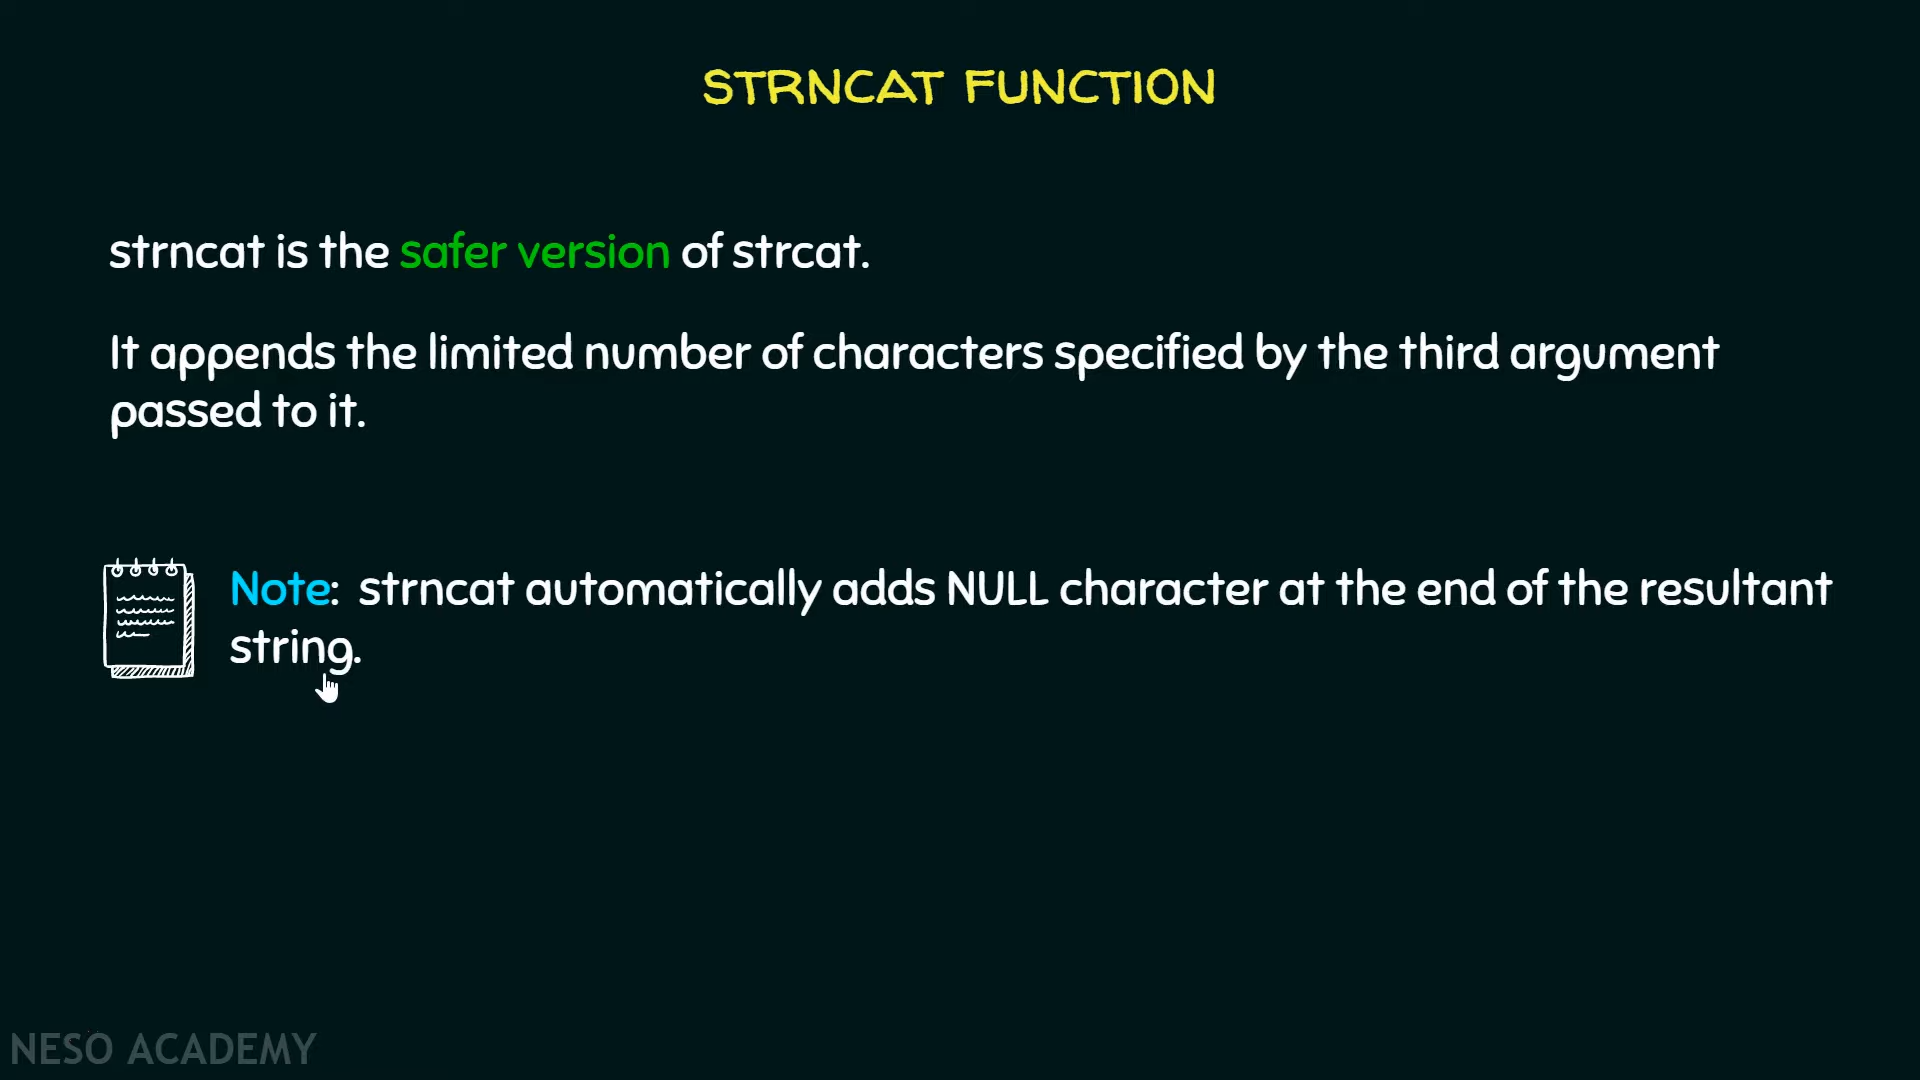 STRNCAT FUNCTION
strncat is the safer version of strcat.
It appends the limited number of characters specified by the third argument
passed to it.
Note: strncat automatically adds NULL character at the end of the resultant
string.
NESO ACADEMY